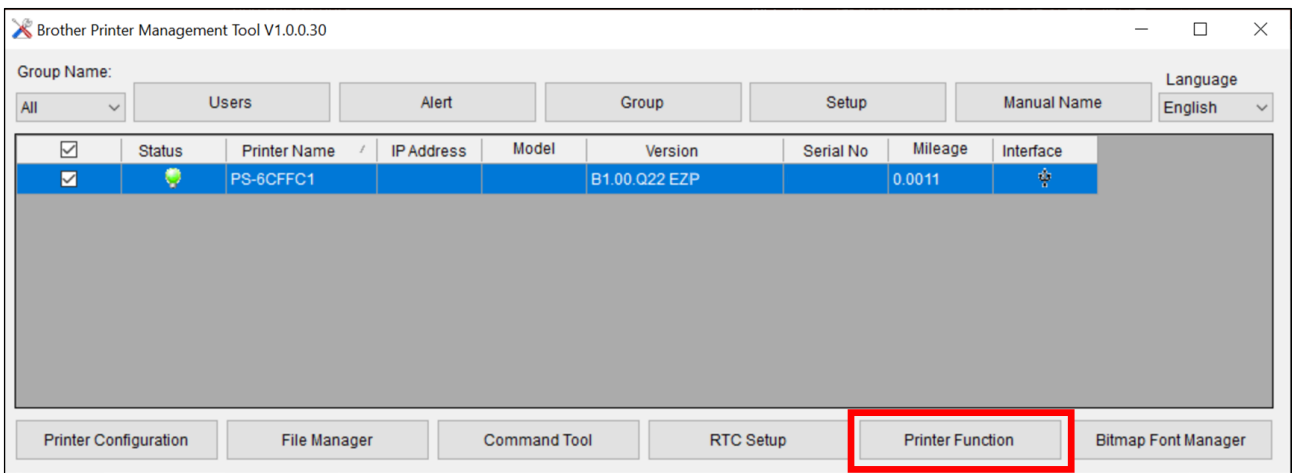 Brother Printer Management Tool V1.0.0.30
Group Name:
Language
All Users Alert Group Setup Manual Name English
Status Printer Name IP Address Model Version Serial No Mileage Interface
PS-6CFFC1 B1.00.Q22 EZP 0.0011
Printer Configuration File Manager Command Tool RTC Setup Printer Function Bitmap Font Manager